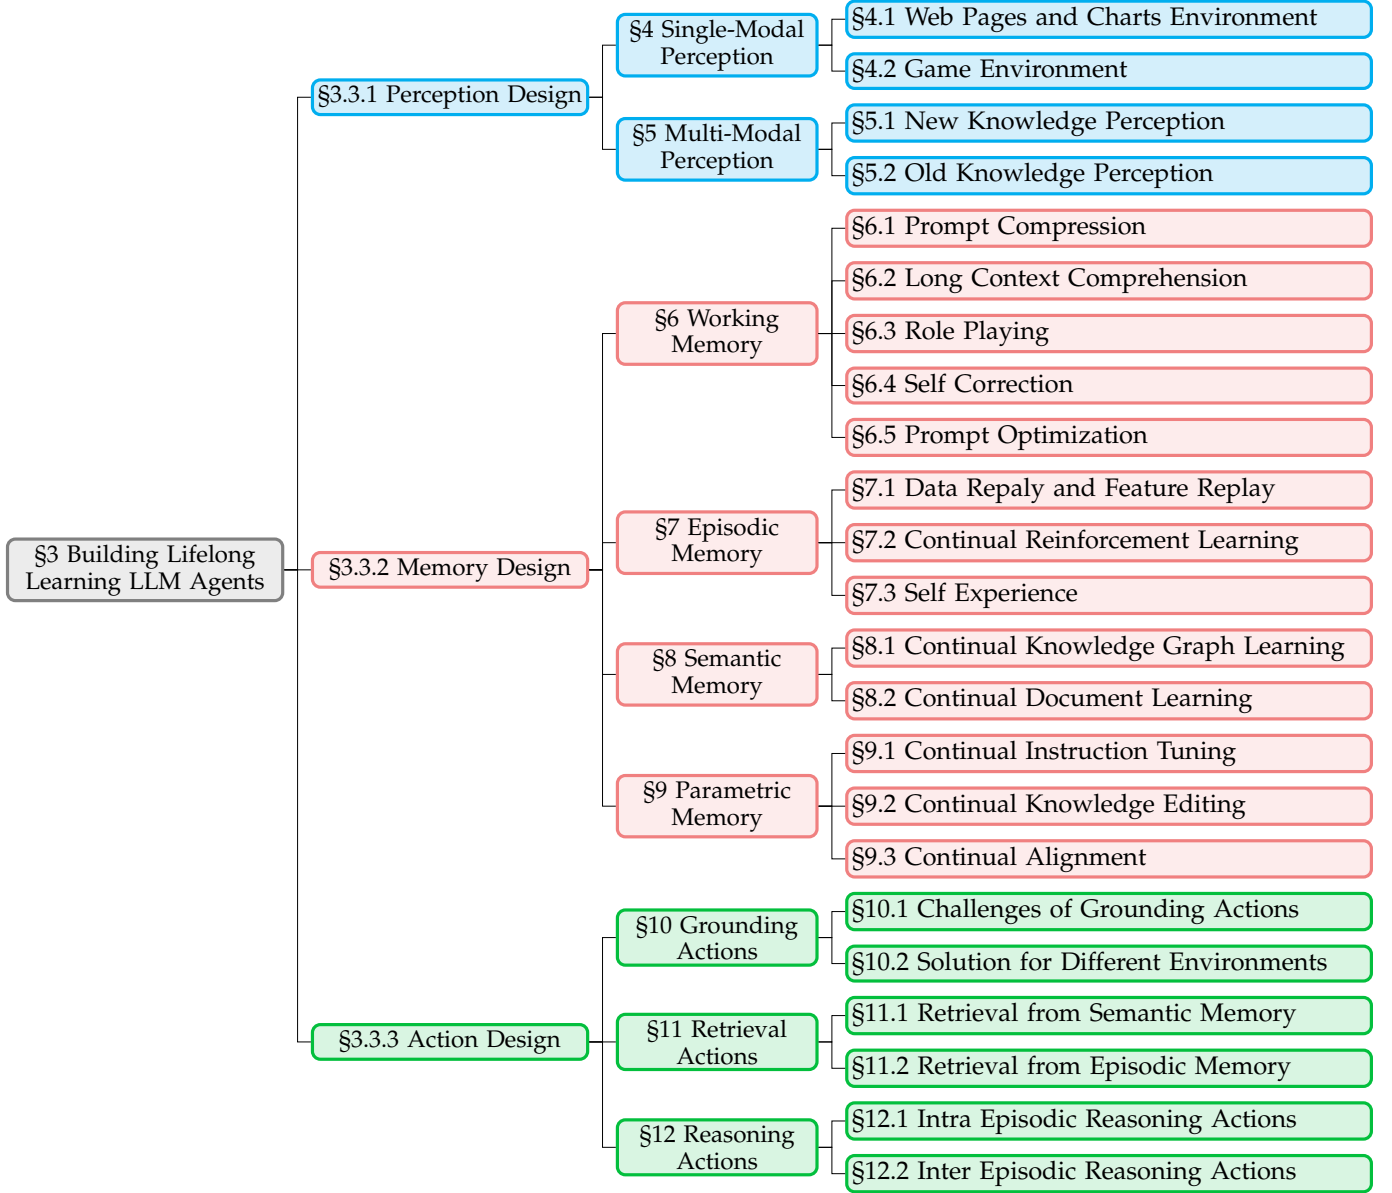 §3 Building Lifelong
Learning LLM Agents
§3.3.1 Perception Design
§4 Single-Modal
Perception
§4.1 Web Pages and Charts Environment
§4.2 Game Environment
§5 Multi-Modal
Perception
§5.1 New Knowledge Perception
§5.2 Old Knowledge Perception
§3.3.2 Memory Design
§6 Working
Memory
§6.1 Prompt Compression
§6.2 Long Context Comprehension
§6.3 Role Playing
§6.4 Self Correction
§6.5 Prompt Optimization
§7 Episodic
Memory
§7.1 Data Repaly and Feature Replay
§7.2 Continual Reinforcement Learning
§7.3 Self Experience
§8 Semantic
Memory
§8.1 Continual Knowledge Graph Learning
§8.2 Continual Document Learning
§9 Parametric
Memory
§9.1 Continual Instruction Tuning
§9.2 Continual Knowledge Editing
§9.3 Continual Alignment
§3.3.3 Action Design
§10 Grounding
Actions
§10.1 Challenges of Grounding Actions
§10.2 Solution for Different Environments
§11 Retrieval
Actions
§11.1 Retrieval from Semantic Memory
§11.2 Retrieval from Episodic Memory
§12 Reasoning
Actions
§12.1 Intra Episodic Reasoning Actions
§12.2 Inter Episodic Reasoning Actions